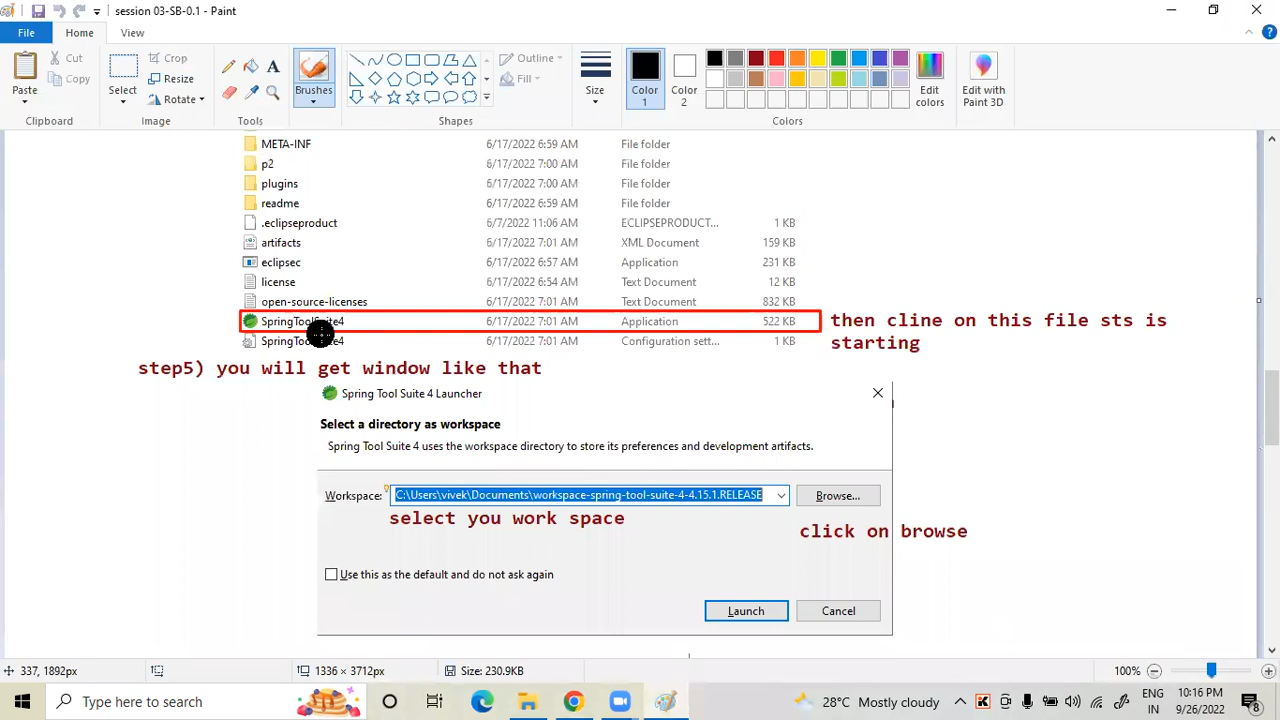 session 03-SB-0.1 - Paint
File
Home
View
Paste
Cut
Copy
Clipboard
Select
Crop
Resize
Rotate
Image
A
Tools
Brushes
Shapes
Outline
Fill
Size
Color 1
Color 2
Edit colors
Edit with Paint 3D
Colors
META-INF 6/17/2022 6:59 AM File folder
p2 6/17/2022 7:00 AM File folder
plugins 6/17/2022 7:00 AM File folder
readme 6/17/2022 6:59 AM File folder
.eclipseproduct 6/7/2022 11:06 AM ECLIPSEPRODUCT... 1 KB
artifacts 6/17/2022 7:01 AM XML Document 159 KB
eclipsec 6/17/2022 6:57 AM Application 231 KB
license 6/17/2022 6:54 AM Text Document 12 KB
open-source-licenses 6/17/2022 7:01 AM Text Document 832 KB
SpringToolSuite4 6/17/2022 7:01 AM Application 522 KB
then cline on this file sts is
starting
6/17/2022 7:01 AM Configuration sett... 1 KB
step5) you will get window like that
Spring Tool Suite 4 Launcher
Select a directory as workspace
Spring Tool Suite 4 uses the workspace directory to store its preferences and development artifacts.
Workspace: C:\Users\vivek\Documents\workspace-spring-tool-suite-4-4.15.1.RELEASE Browse...
select you work space
click on browse
Use this as the default and do not ask again
Launch Cancel
337, 1892px
1336 × 3712px
Size: 230.9KB
100%
Type here to search
28°C Mostly cloudy
ENG
IN
10:16 PM
9/26/2022
8